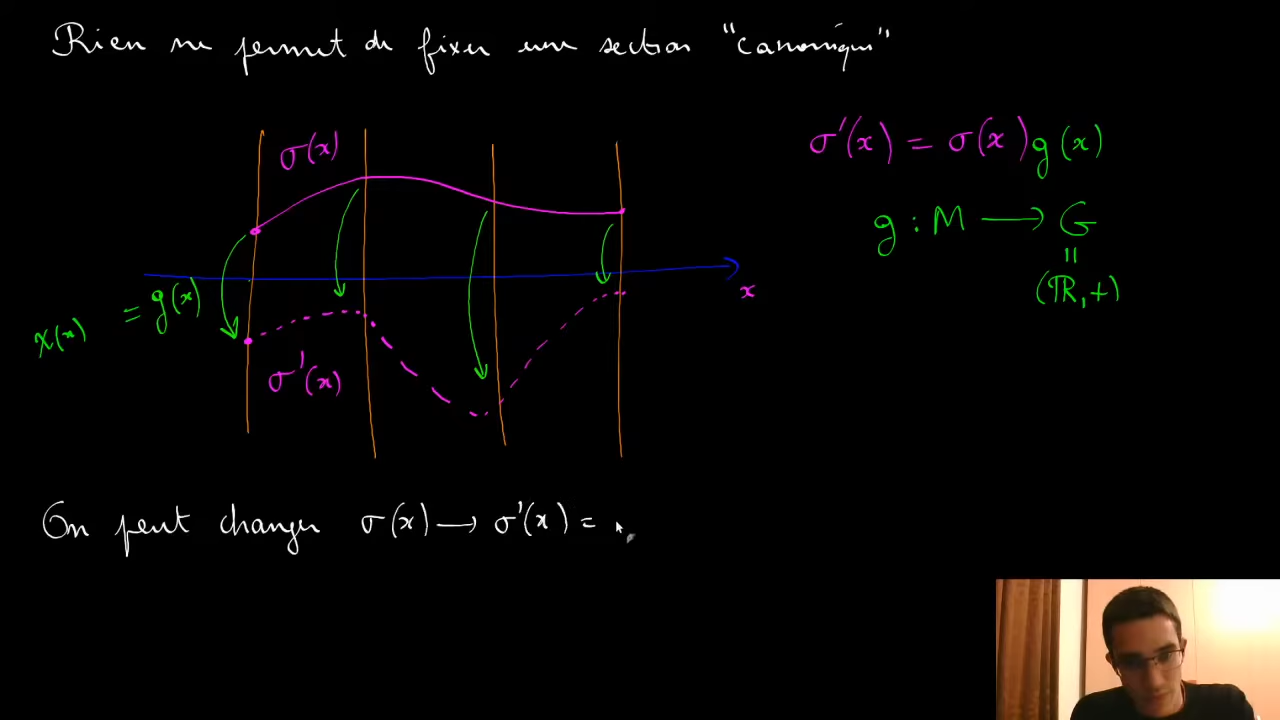 Rien ne permet de fixer une section "canonique"
σ(x)
σ'(x) = σ(x)g(x)
g : M ⟶ G
=
(ℝ, +)
x
χ(x) = g(x)
σ'(x)
On peut changer σ(x) ⟶ σ'(x) =